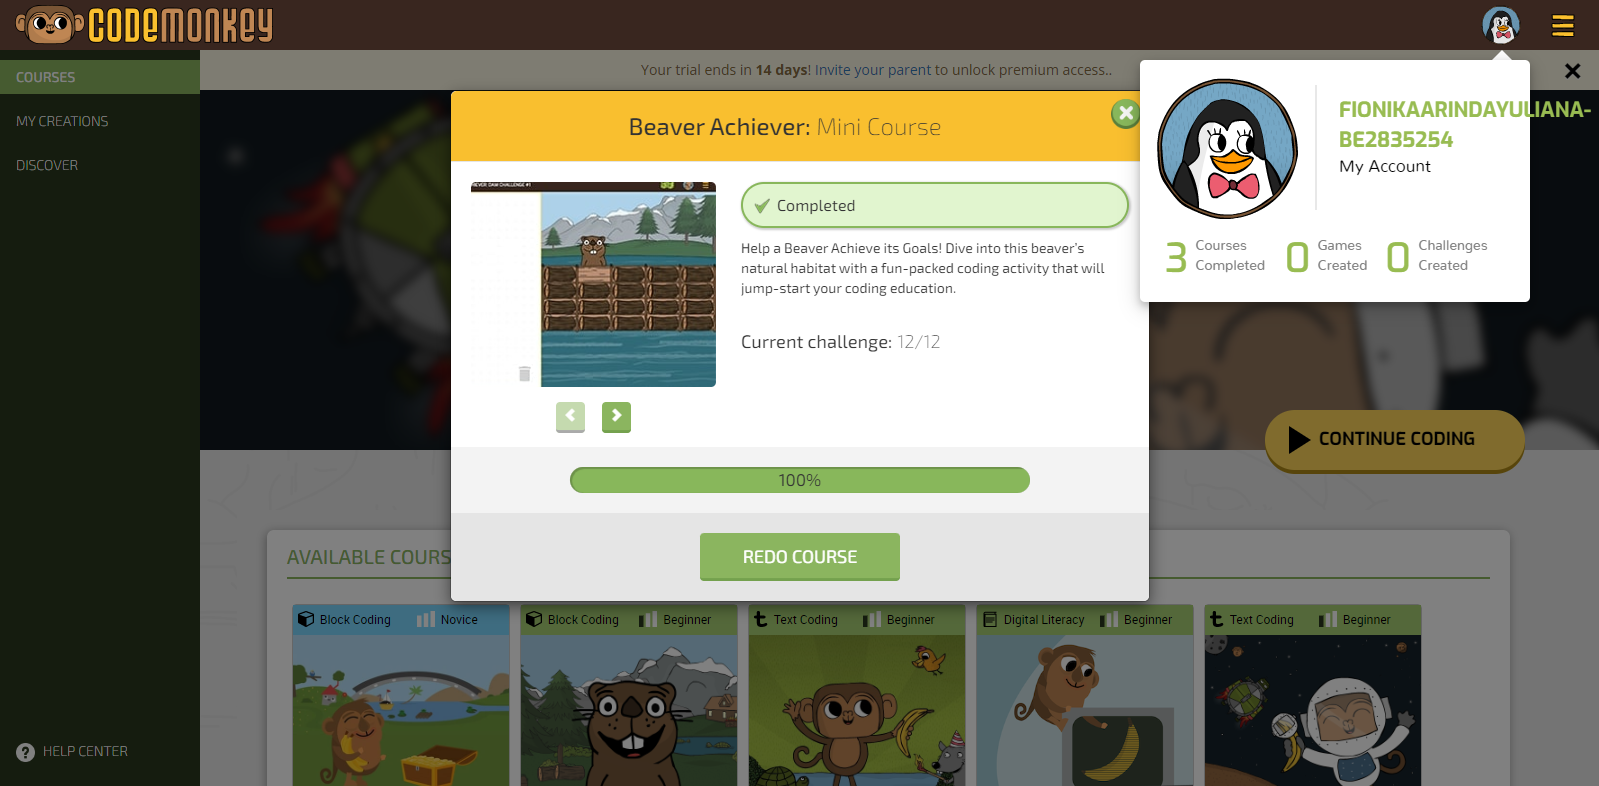 CODEMONKEY
COURSES
MY CREATIONS
DISCOVER
HELP CENTER
Your trial ends in 14 days! Invite your parent to unlock premium access..
FIONIKAARINDAYULIANA-
BE2835254
My Account
3 Courses Completed
0 Games Created
0 Challenges Created
Beaver Achiever: Mini Course
Completed
Help a Beaver Achieve its Goals! Dive into this beaver's
natural habitat with a fun-packed coding activity that will
jump-start your coding education.
Current challenge: 12/12
100%
REDO COURSE
CONTINUE CODING
AVAILABLE COURS
Block Coding Novice
Block Coding Beginner
Text Coding Beginner
Digital Literacy Beginner
Text Coding Beginner